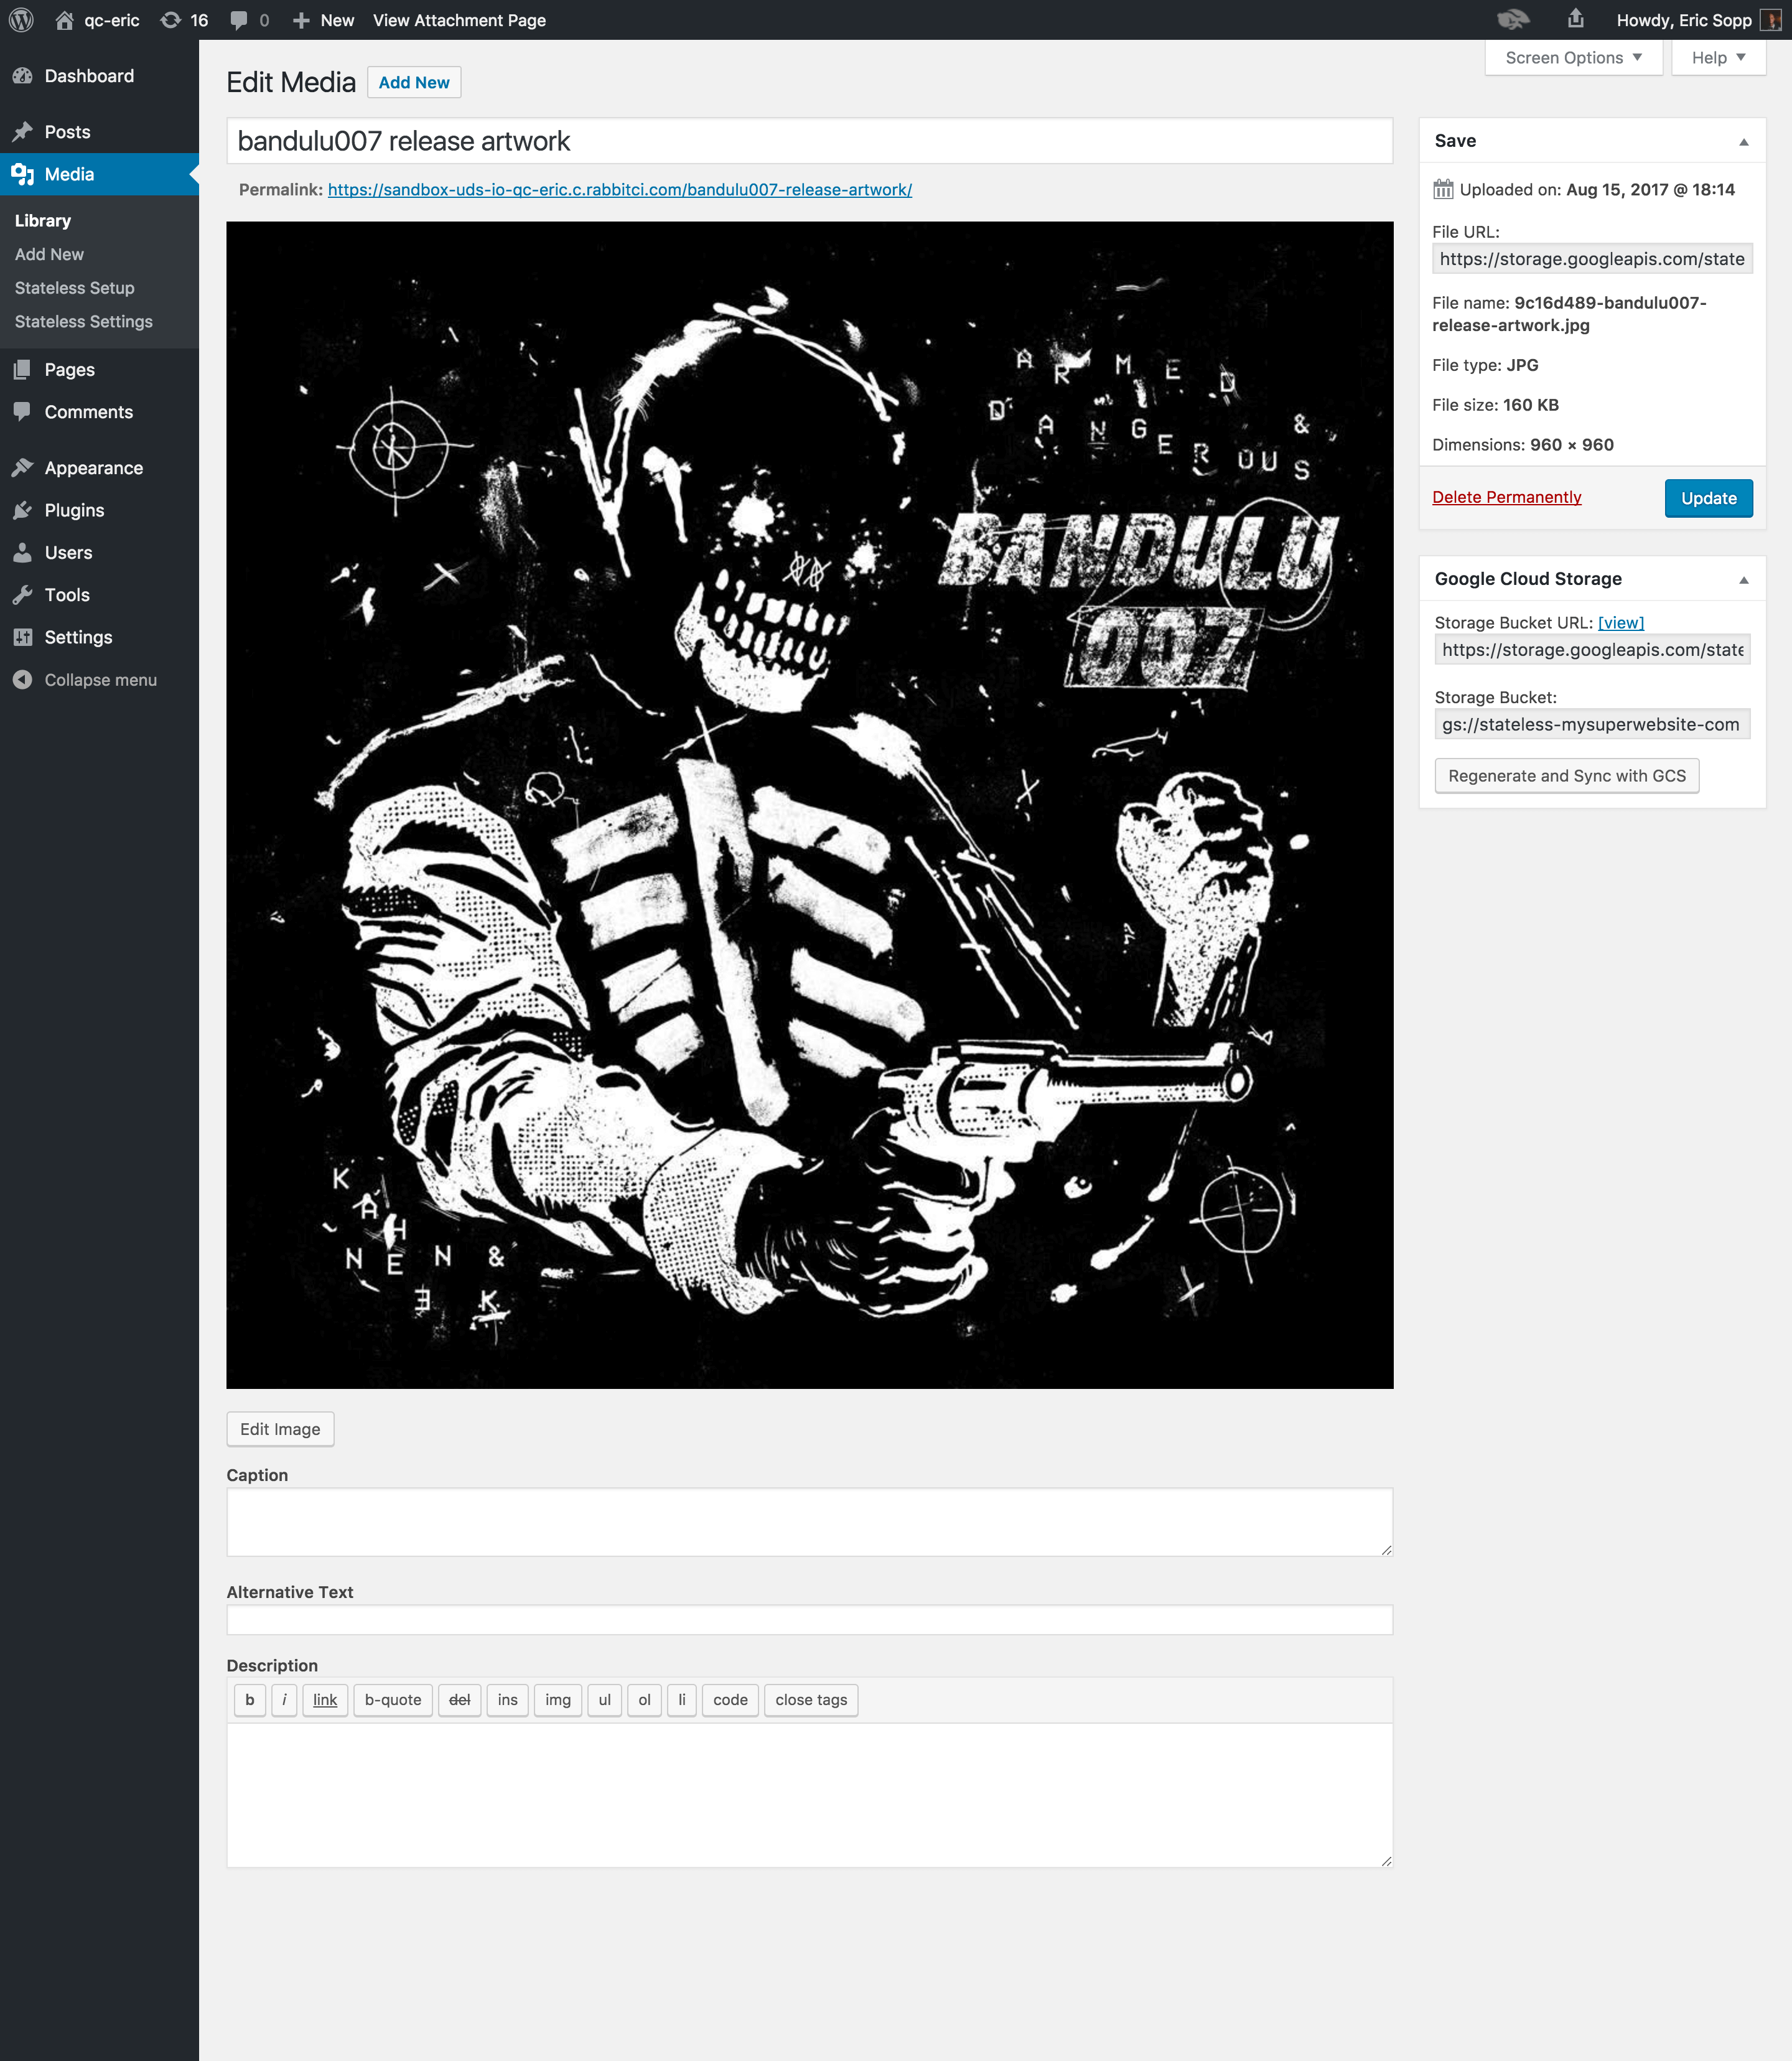 qc-eric 16 0 New View Attachment Page Howdy, Eric Sopp
Dashboard
Posts
Media
Library
Add New
Stateless Setup
Stateless Settings
Pages
Comments
Appearance
Plugins
Users
Tools
Settings
Collapse menu
Screen Options Help
Edit Media Add New
bandulu007 release artwork
Permalink: https://sandbox-uds-io-qc-eric.c.rabbitci.com/bandulu007-release-artwork/
ARMED
&
DANGEROUS
BANDULU
007
KAHN
NEN &
EK
Edit Image
Caption
Alternative Text
Description
b i link b-quote del ins img ul ol li code close tags
Save
Uploaded on: Aug 15, 2017 @ 18:14
File URL:
https://storage.googleapis.com/state
File name: 9c16d489-bandulu007-
release-artwork.jpg
File type: JPG
File size: 160 KB
Dimensions: 960 × 960
Delete Permanently Update
Google Cloud Storage
Storage Bucket URL: [view]
https://storage.googleapis.com/state
Storage Bucket:
gs://stateless-mysuperwebsite-com
Regenerate and Sync with GCS